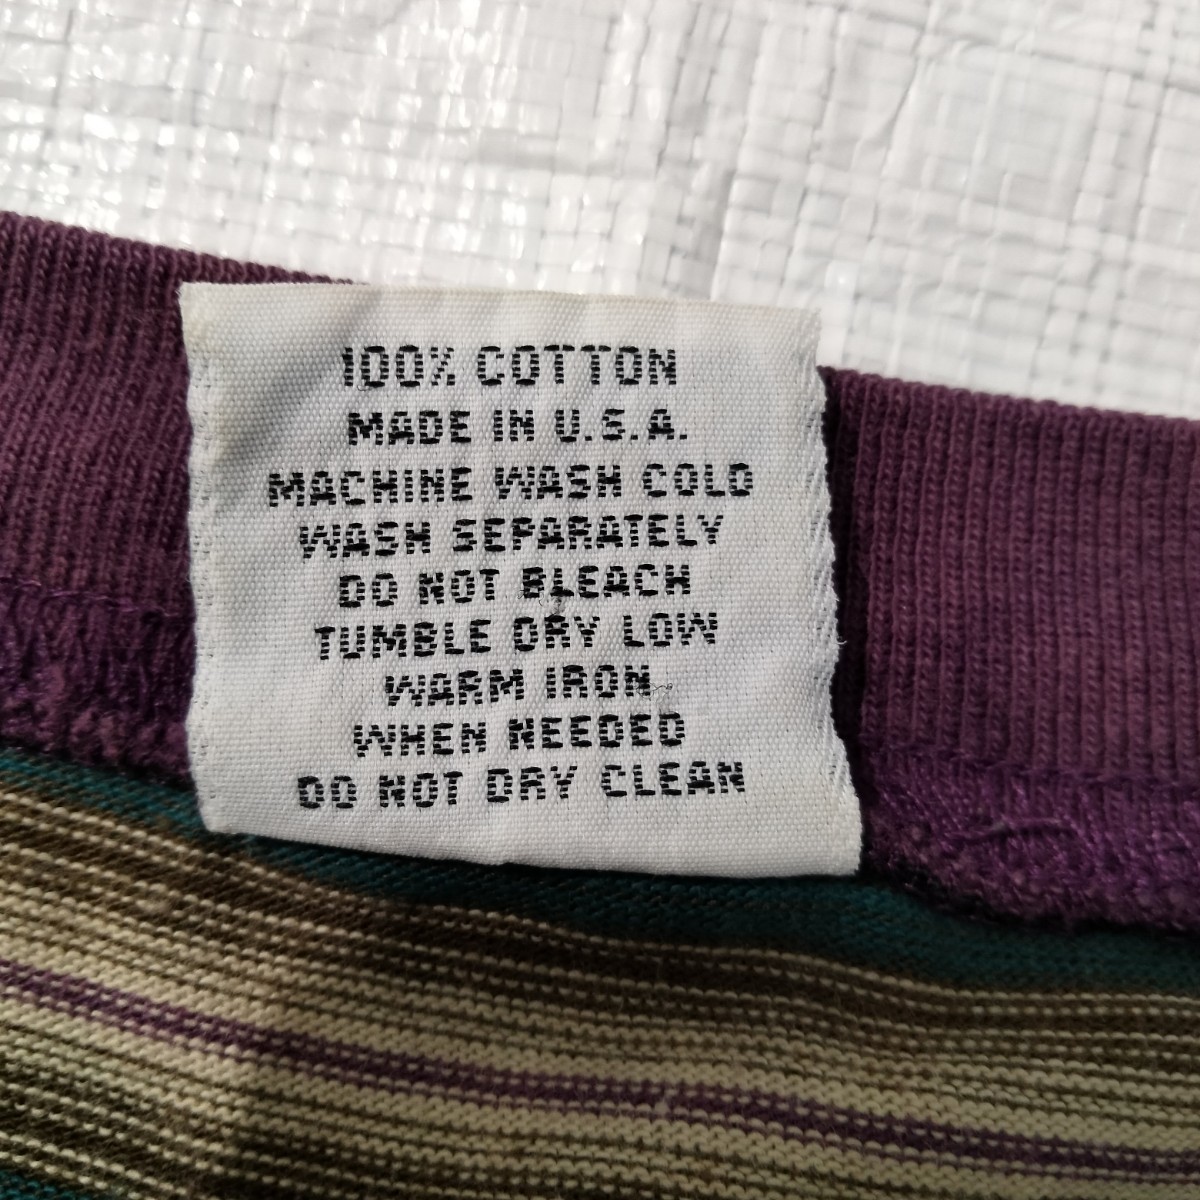 100% COTTON
MADE IN U.S.A.
MACHINE WASH COLD
WASH SEPARATELY
DO NOT BLEACH
TUMBLE DRY LOW
WARM IRON
WHEN NEEDED
DO NOT DRY CLEAN